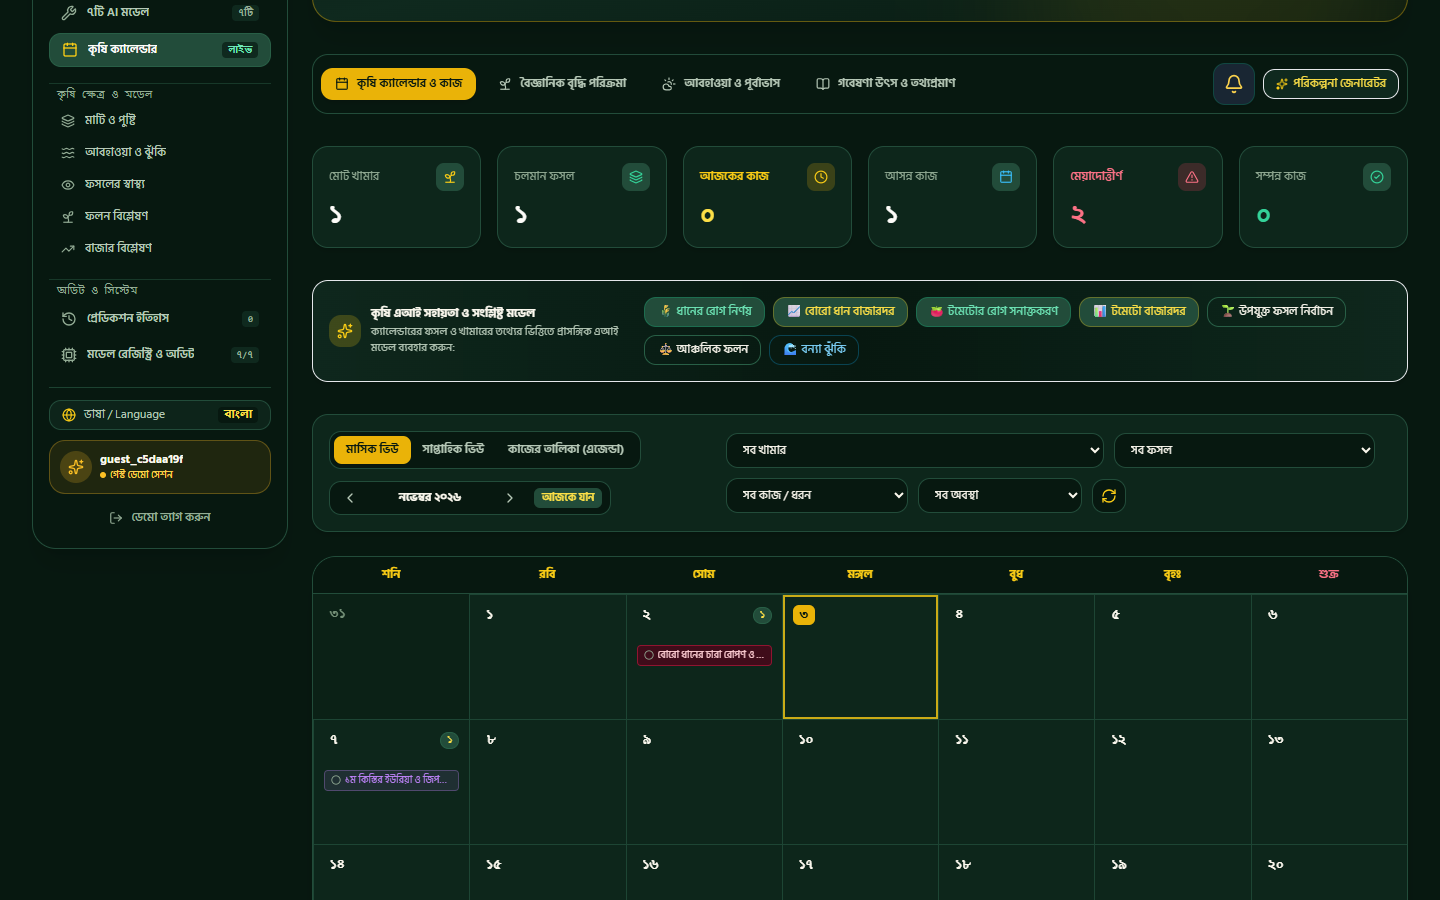 ৭টি AI মডেল ৭টি
কৃষি ক্যালেন্ডার লাইভ
কৃষি ক্ষেত্র ও মডেল
মাটি ও পুষ্টি
আবহাওয়া ও ঝুঁকি
ফসলের স্বাস্থ্য
ফলন বিশ্লেষণ
বাজার বিশ্লেষণ
অডিট ও সিস্টেম
প্রেডিকশন ইতিহাস 0
মডেল রেজিস্ট্রি ও অডিট ৭/৭
ভাষা / Language বাংলা
guest_c5daa19f
গেস্ট ডেমো সেশন
ডেমো ত্যাগ করুন
কৃষি ক্যালেন্ডার ও কাজ বৈজ্ঞানিক বৃদ্ধি পরিক্রমা আবহাওয়া ও পূর্বাভাস গবেষণা উৎস ও তথ্যপ্রমাণ পরিকল্পনা জেনারেটর
মোট খামার চলমান ফসল আজকের কাজ আসন্ন কাজ মেয়াদোত্তীর্ণ সম্পন্ন কাজ
১ ১ ০ ১ ২ ০
কৃষি এআই সহায়তা ও সংশ্লিষ্ট মডেল
ক্যালেন্ডারের ফসল ও খামারের তথ্যের ভিত্তিতে প্রাসঙ্গিক এআই
মডেল ব্যবহার করুন:
ধানের রোগ নির্ণয় বোরো ধান বাজারদর টমেটোর রোগ সনাক্তকরণ টমেটো বাজারদর উপযুক্ত ফসল নির্বাচন
আঞ্চলিক ফলন বন্যা ঝুঁকি
মাসিক ভিউ সাপ্তাহিক ভিউ কাজের তালিকা (এজেন্ডা) সব খামার সব ফসল
নভেম্বর ২০২৬ আজকে যান সব কাজ / ধরন সব অবস্থা
শনি রবি সোম মঙ্গল বুধ বৃহঃ শুক্র
৩১ ১ ২ ১ ৩ ৪ ৫ ৬
বোরো ধানের চারা রোপণ ও ...
৭ ১ ৮ ৯ ১০ ১১ ১২ ১৩
১ম কিস্তির ইউরিয়া ও জিপ...
১৪ ১৫ ১৬ ১৭ ১৮ ১৯ ২০